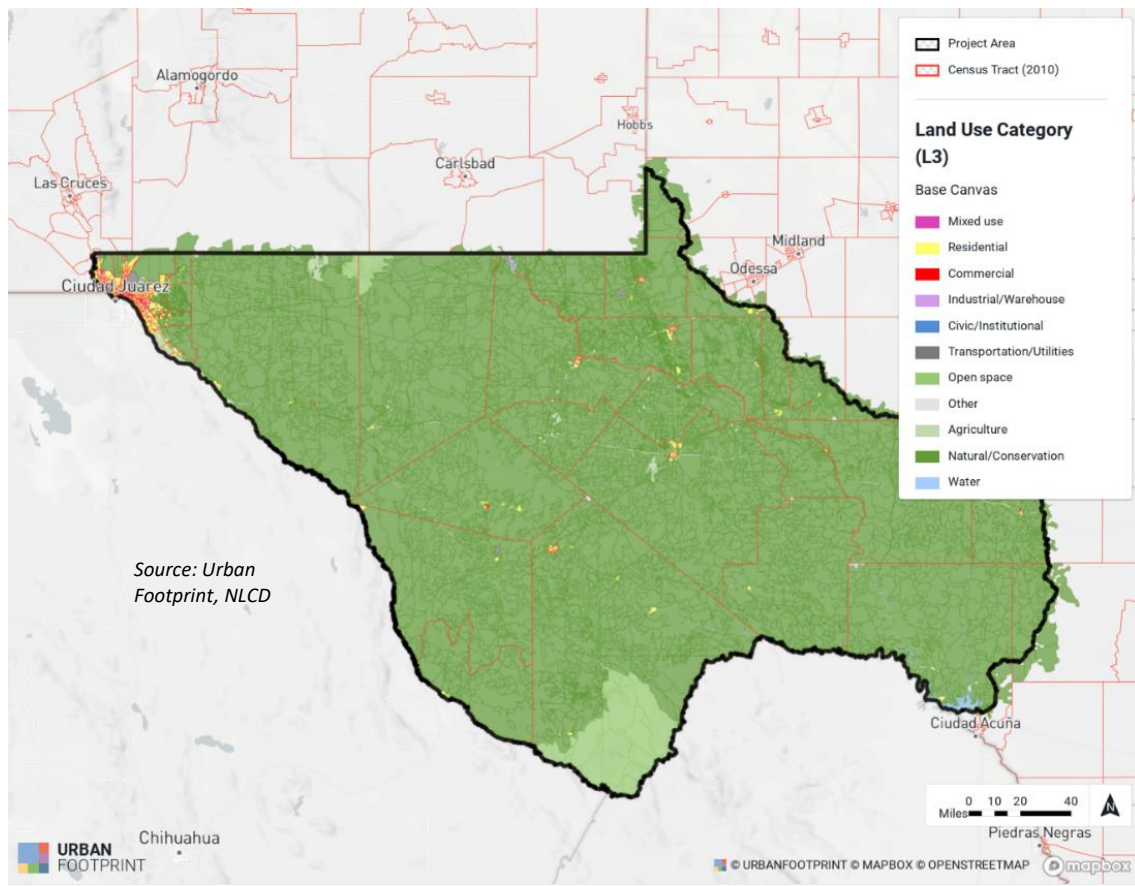 Alamogordo
Hobbs
Carlsbad
Las Cruces
Midland
Odessa
Ciudad Juárez
Project Area
Census Tract (2010)
Land Use Category
(L3)
Base Canvas
Mixed use
Residential
Commercial
Industrial/Warehouse
Civic/Institutional
Transportation/Utilities
Open space
Other
Agriculture
Natural/Conservation
Water
Source: Urban
Footprint, NLCD
Ciudad Acuña
Miles
0 10 20 40
N
Chihuahua
Piedras Negras
URBAN
FOOTPRINT
© URBANFOOTPRINT © MAPBOX © OPENSTREETMAP
mapbox